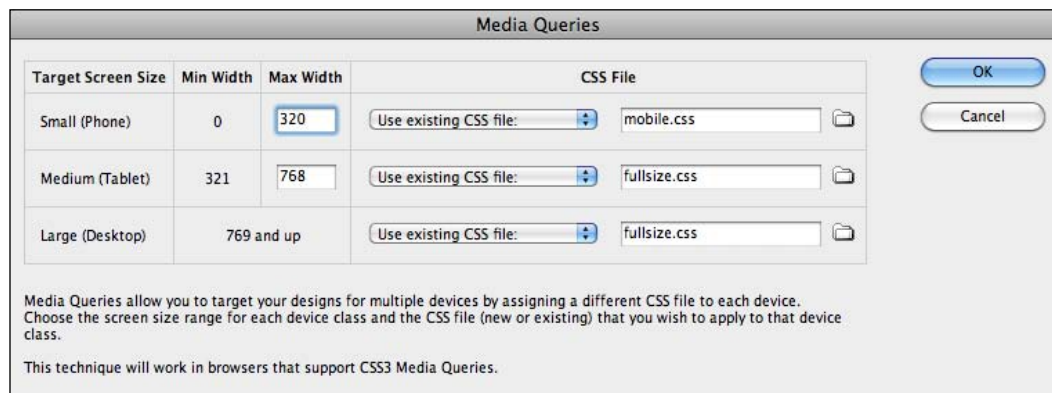 Media Queries
Target Screen Size Min Width Max Width CSS File
Small (Phone) 0 320 Use existing CSS file: mobile.css
Medium (Tablet) 321 768 Use existing CSS file: fullsize.css
Large (Desktop) 769 and up Use existing CSS file: fullsize.css
OK
Cancel
Media Queries allow you to target your designs for multiple devices by assigning a different CSS file to each device.
Choose the screen size range for each device class and the CSS file (new or existing) that you wish to apply to that device
class.
This technique will work in browsers that support CSS3 Media Queries.